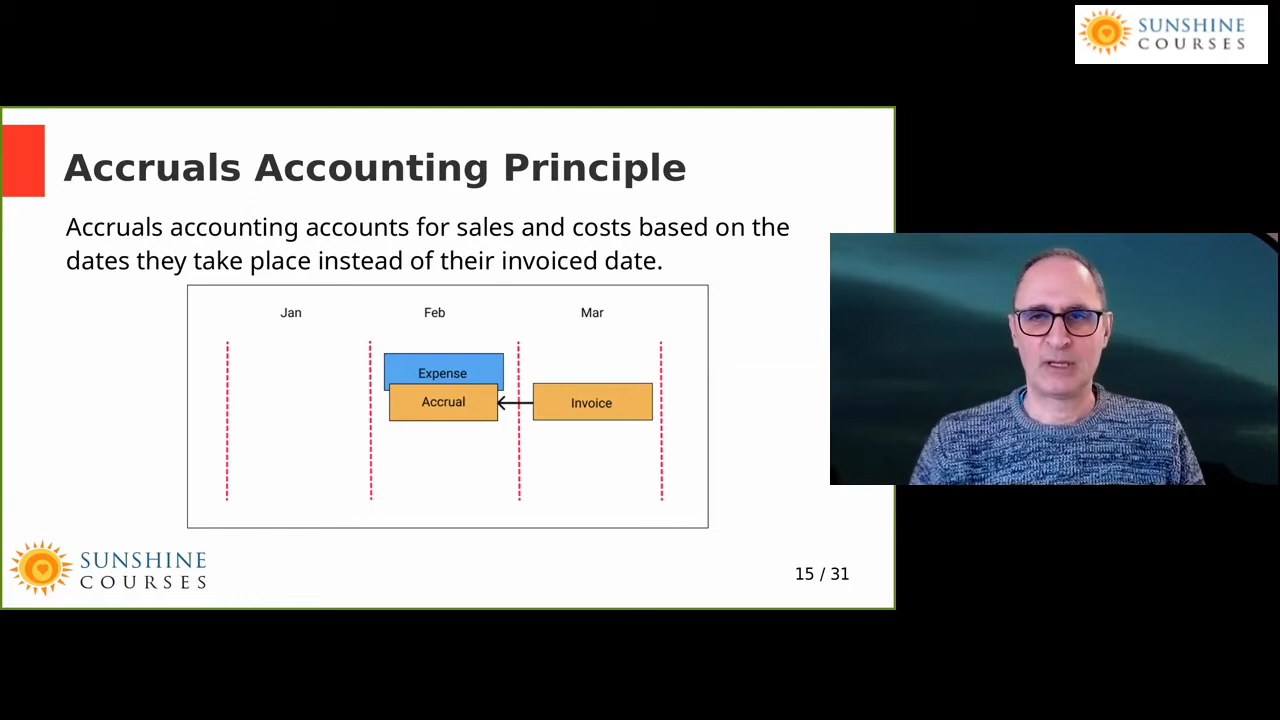 SUNSHINE
COURSES
Accruals Accounting Principle
Accruals accounting accounts for sales and costs based on the
dates they take place instead of their invoiced date.
Jan Feb Mar
Expense
Accrual Invoice
SUNSHINE
COURSES
15 / 31